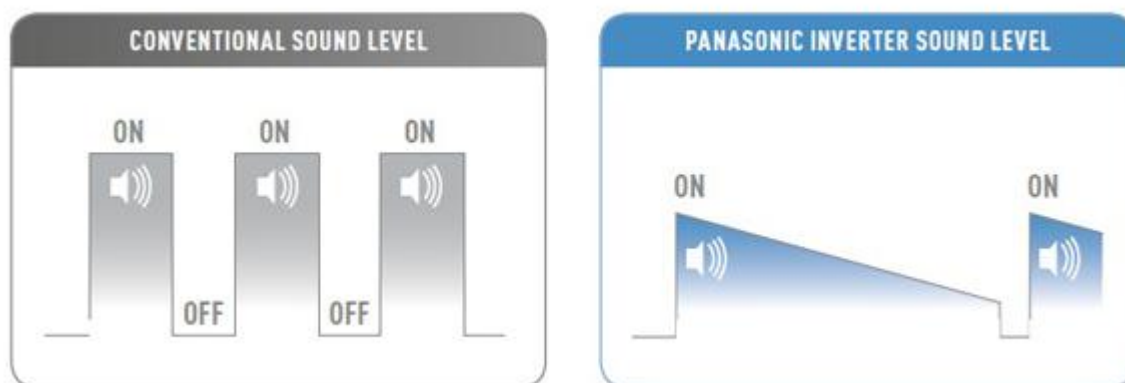 CONVENTIONAL SOUND LEVEL
ON ON ON
OFF OFF
PANASONIC INVERTER SOUND LEVEL
ON ON